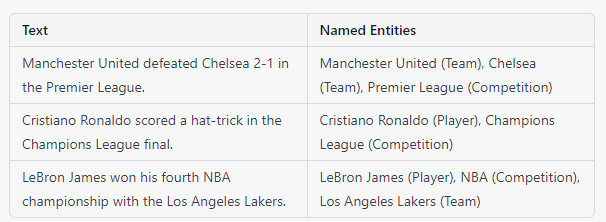 Text
Named Entities
Manchester United defeated Chelsea 2-1 in
the Premier League.
Manchester United (Team), Chelsea
(Team), Premier League (Competition)
Cristiano Ronaldo scored a hat-trick in the
Champions League final.
Cristiano Ronaldo (Player), Champions
League (Competition)
LeBron James won his fourth NBA
championship with the Los Angeles Lakers.
LeBron James (Player), NBA (Competition),
Los Angeles Lakers (Team)